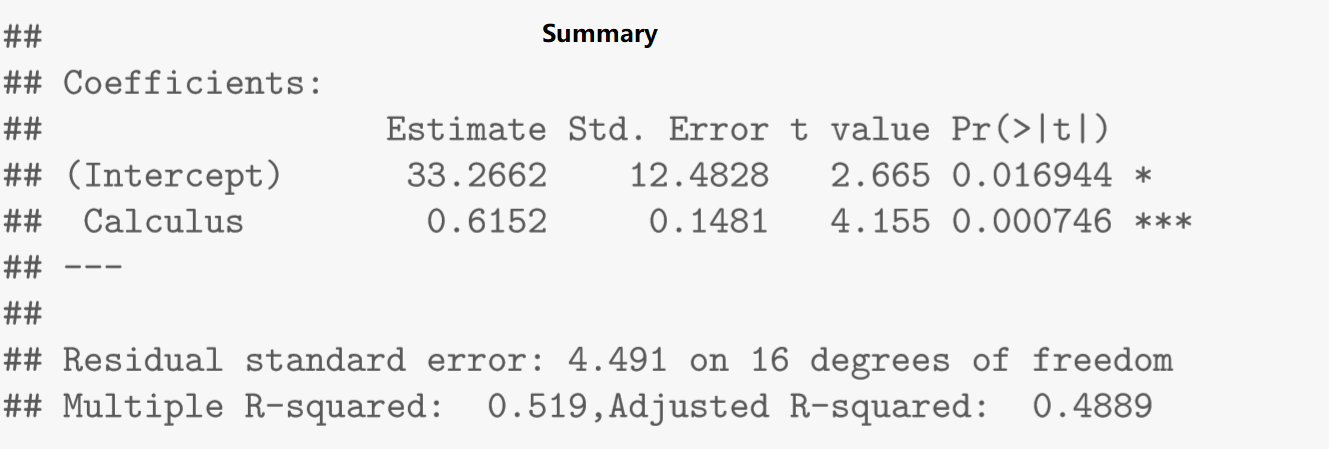 ##
Summary
## Coefficients:
## Estimate Std. Error t value Pr(>|t|)
## (Intercept) 33.2662 12.4828 2.665 0.016944 *
## Calculus 0.6152 0.1481 4.155 0.000746 ***
## ---
##
## Residual standard error: 4.491 on 16 degrees of freedom
## Multiple R-squared: 0.519,Adjusted R-squared: 0.4889